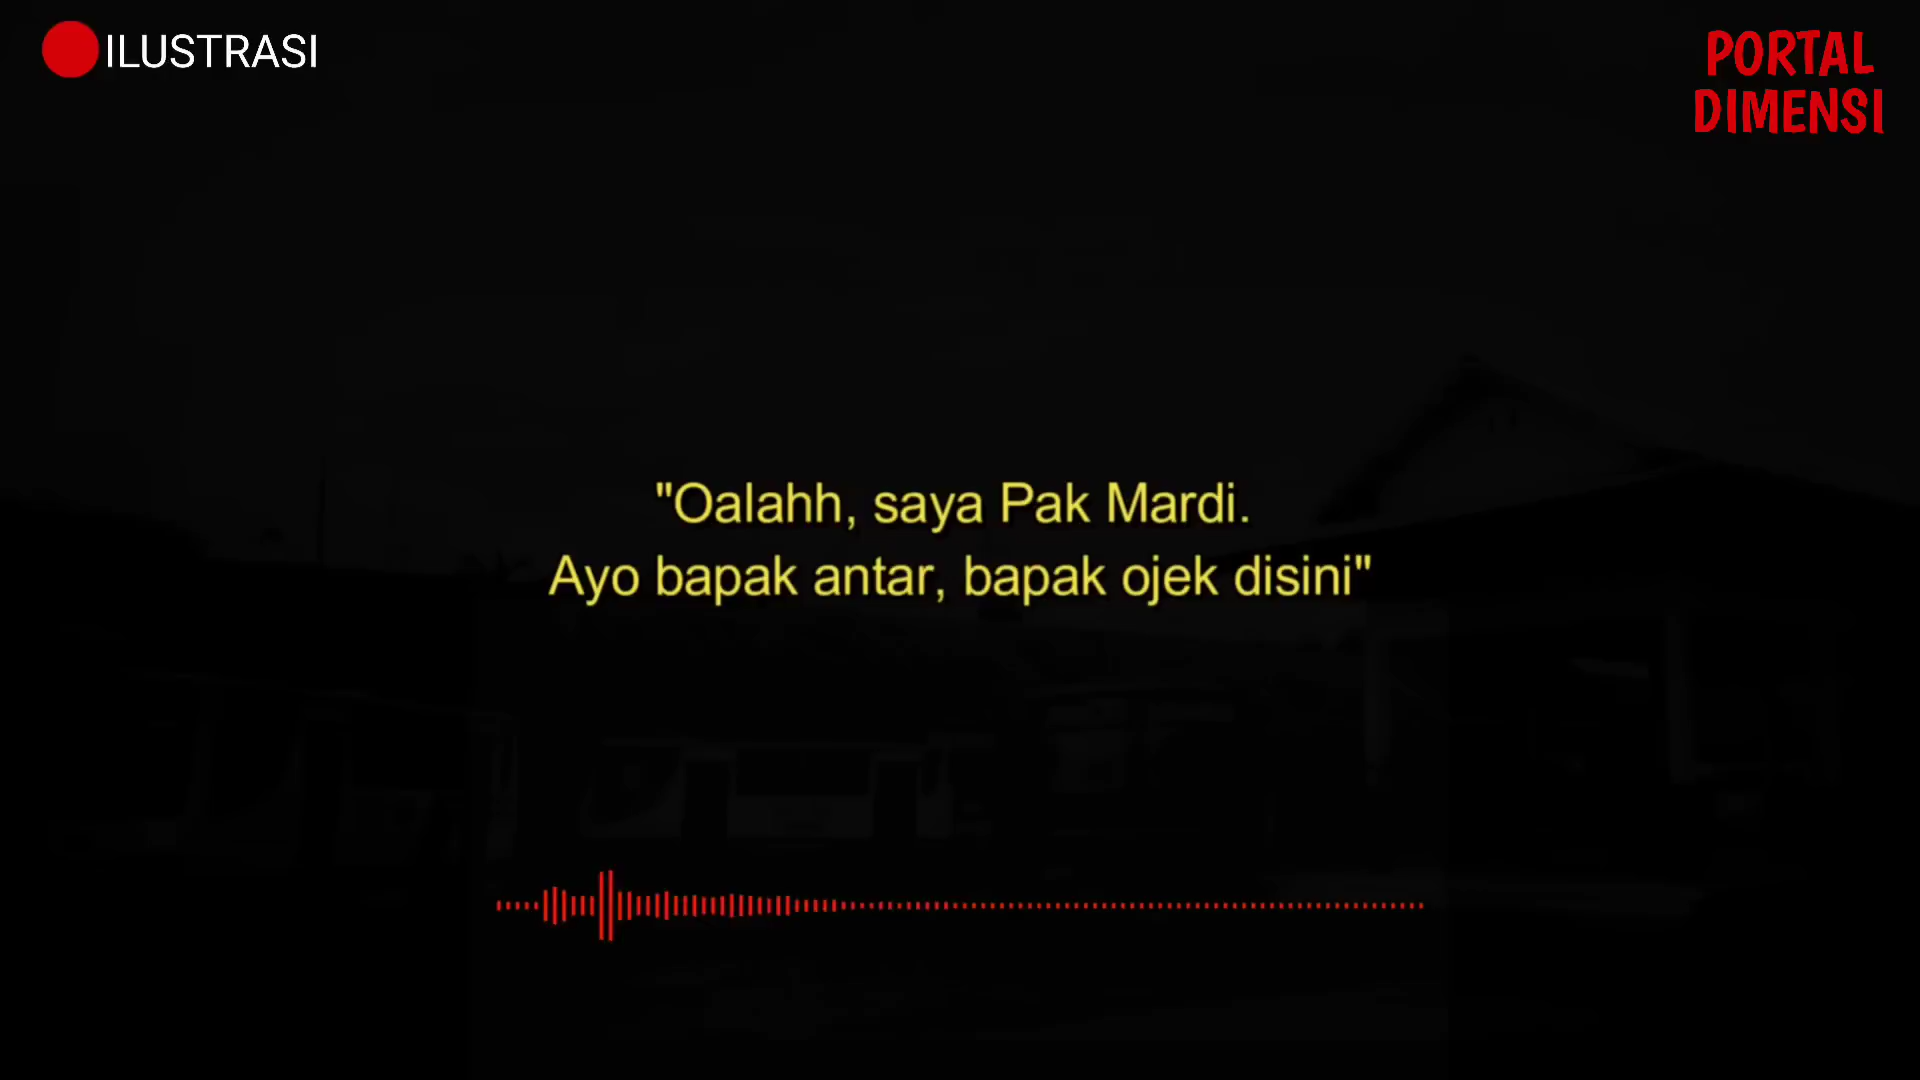 ILUSTRASI
PORTAL
DIMENSI
"Oalahh, saya Pak Mardi.
Ayo bapak antar, bapak ojek disini"